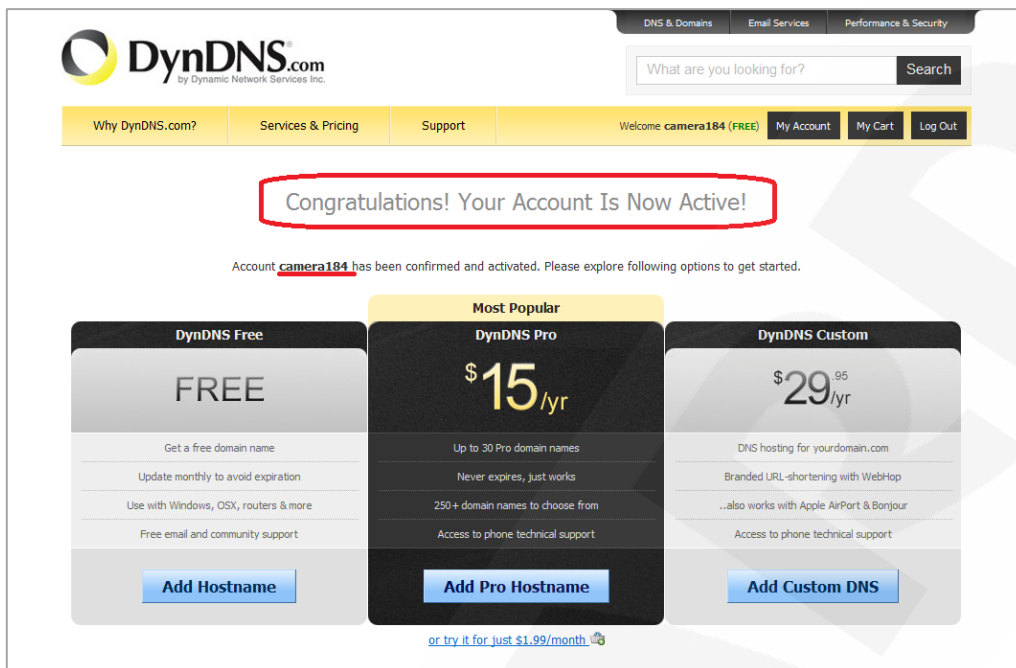 DNS & Domains Email Services Performance & Security
DynDNS.com
by Dynamic Network Services Inc.
What are you looking for? Search
Why DynDNS.com? Services & Pricing Support Welcome camera184 (FREE) My Account My Cart Log Out
Congratulations! Your Account Is Now Active!
Account camera184 has been confirmed and activated. Please explore following options to get started.
Most Popular
DynDNS Free DynDNS Pro DynDNS Custom
FREE $15/yr $29.95/yr
Get a free domain name Up to 30 Pro domain names DNS hosting for yourdomain.com
Update monthly to avoid expiration Never expires, just works Branded URL-shortening with WebHop
Use with Windows, OSX, routers & more 250+ domain names to choose from ..also works with Apple AirPort & Bonjour
Free email and community support Access to phone technical support Access to phone technical support
Add Hostname Add Pro Hostname Add Custom DNS
or try it for just $1.99/month